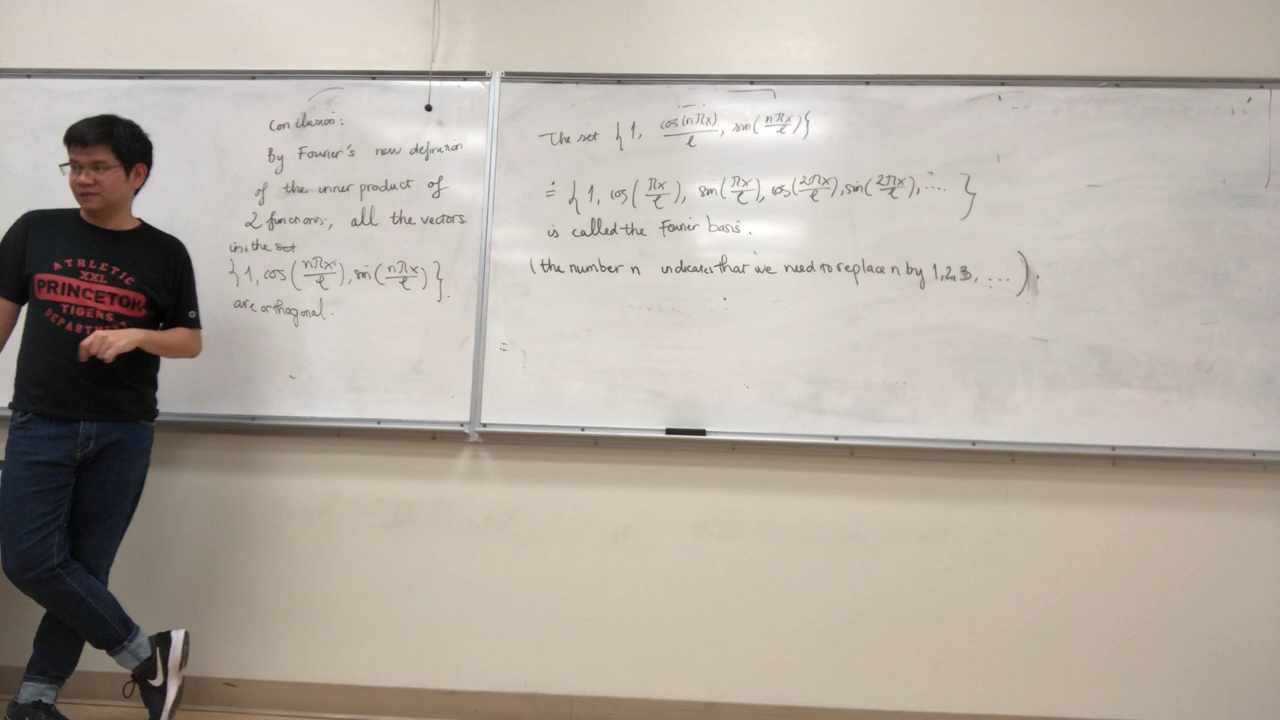 Conclusion:
By Fourier's new definition
of the inner product of
2 functions, all the vectors
in the set
{1, cos(nπx/ℓ), sin(nπx/ℓ)}.
are orthogonal.
The set {1, cos(nπx)/ℓ, sin(nπx/ℓ)}
= {1, cos(πx/ℓ), sin(πx/ℓ), cos(2πx/ℓ), sin(2πx/ℓ), .... }
is called the Fourier basis.
(the number n indicates that we need to replace n by 1, 2, 3, ...).
=
ATHLETIC
XXL
PRINCETON
TIGERS
DEPARTMENT